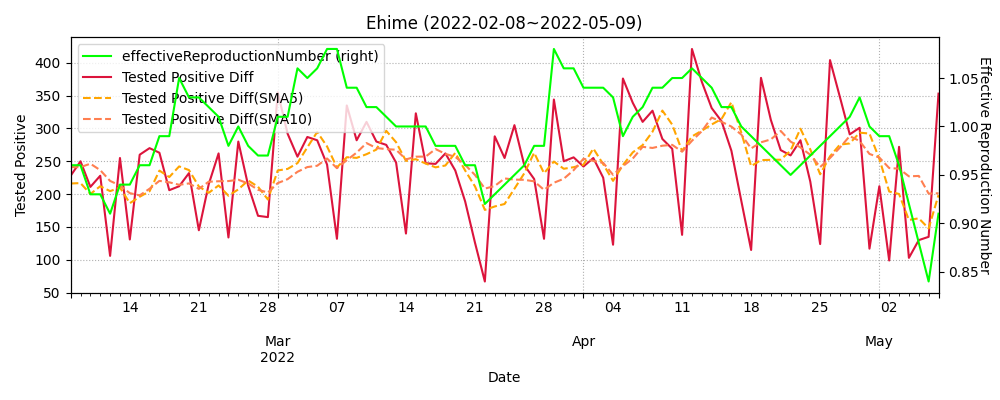 Ehime (2022-02-08~2022-05-09)
effectiveReproductionNumber (right)
Tested Positive Diff
Tested Positive Diff(SMA5)
Tested Positive Diff(SMA10)
Tested Positive
400
350
300
250
200
150
100
50
1.05
1.00
0.95
0.90
0.85
Effective Reproduction Number
14 21 28 07 14 21 28 04 11 18 25 02
Mar Apr May
2022
Date